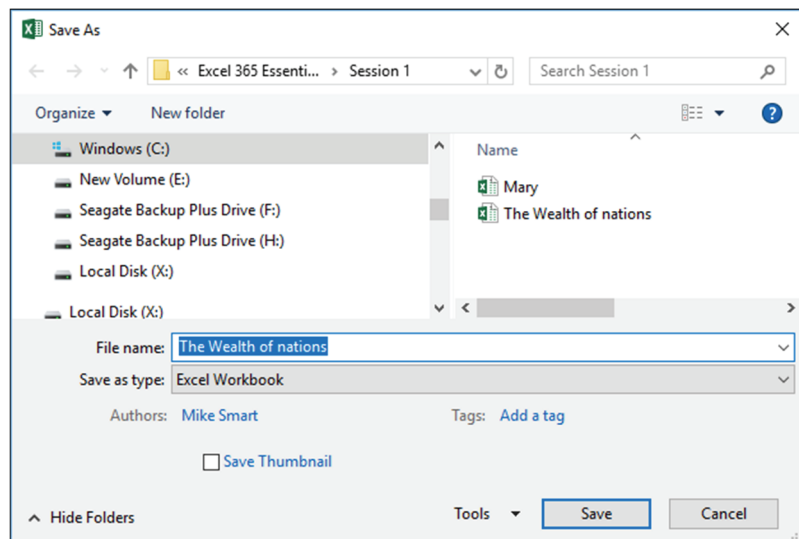 Save As
« Excel 365 Essenti... > Session 1
Search Session 1
Organize
New folder
?
Windows (C:)
New Volume (E:)
Seagate Backup Plus Drive (F:)
Seagate Backup Plus Drive (H:)
Local Disk (X:)
Local Disk (X:)
Name
Mary
The Wealth of nations
File name: The Wealth of nations
Save as type: Excel Workbook
Authors: Mike Smart
Tags: Add a tag
Save Thumbnail
Hide Folders
Tools
Save
Cancel